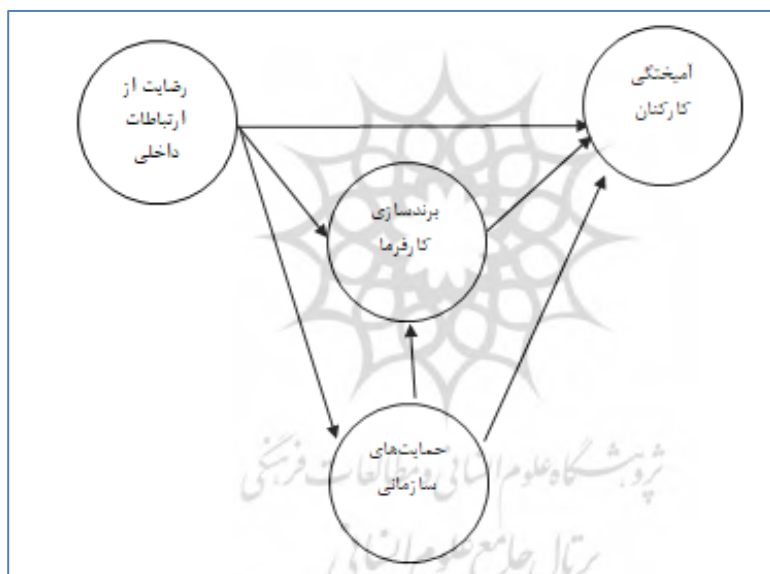 رضایت از
ارتباطات
داخلی
آمیختگی
کارکنان
برندسازی
کارفرما
حمایت‌های
سازمانی
پژوهشگاه علوم انسانی و مطالعات فرهنگی
پرتال جامع علوم انسانی